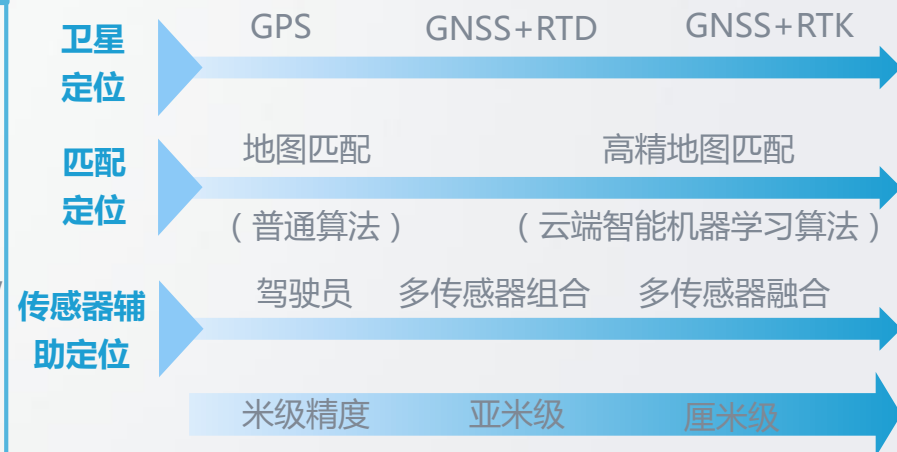 卫星
定位
GPS GNSS+RTD GNSS+RTK
匹配
定位
地图匹配 高精地图匹配
（普通算法） （云端智能机器学习算法）
传感器辅
助定位
驾驶员 多传感器组合 多传感器融合
米级精度 亚米级 厘米级